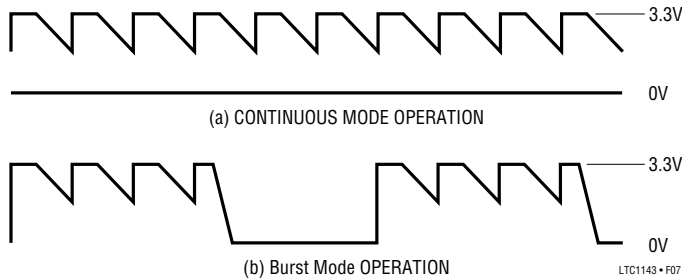 3.3V
0V
(a) CONTINUOUS MODE OPERATION
3.3V
0V
(b) Burst Mode OPERATION
LTC1143 • F07